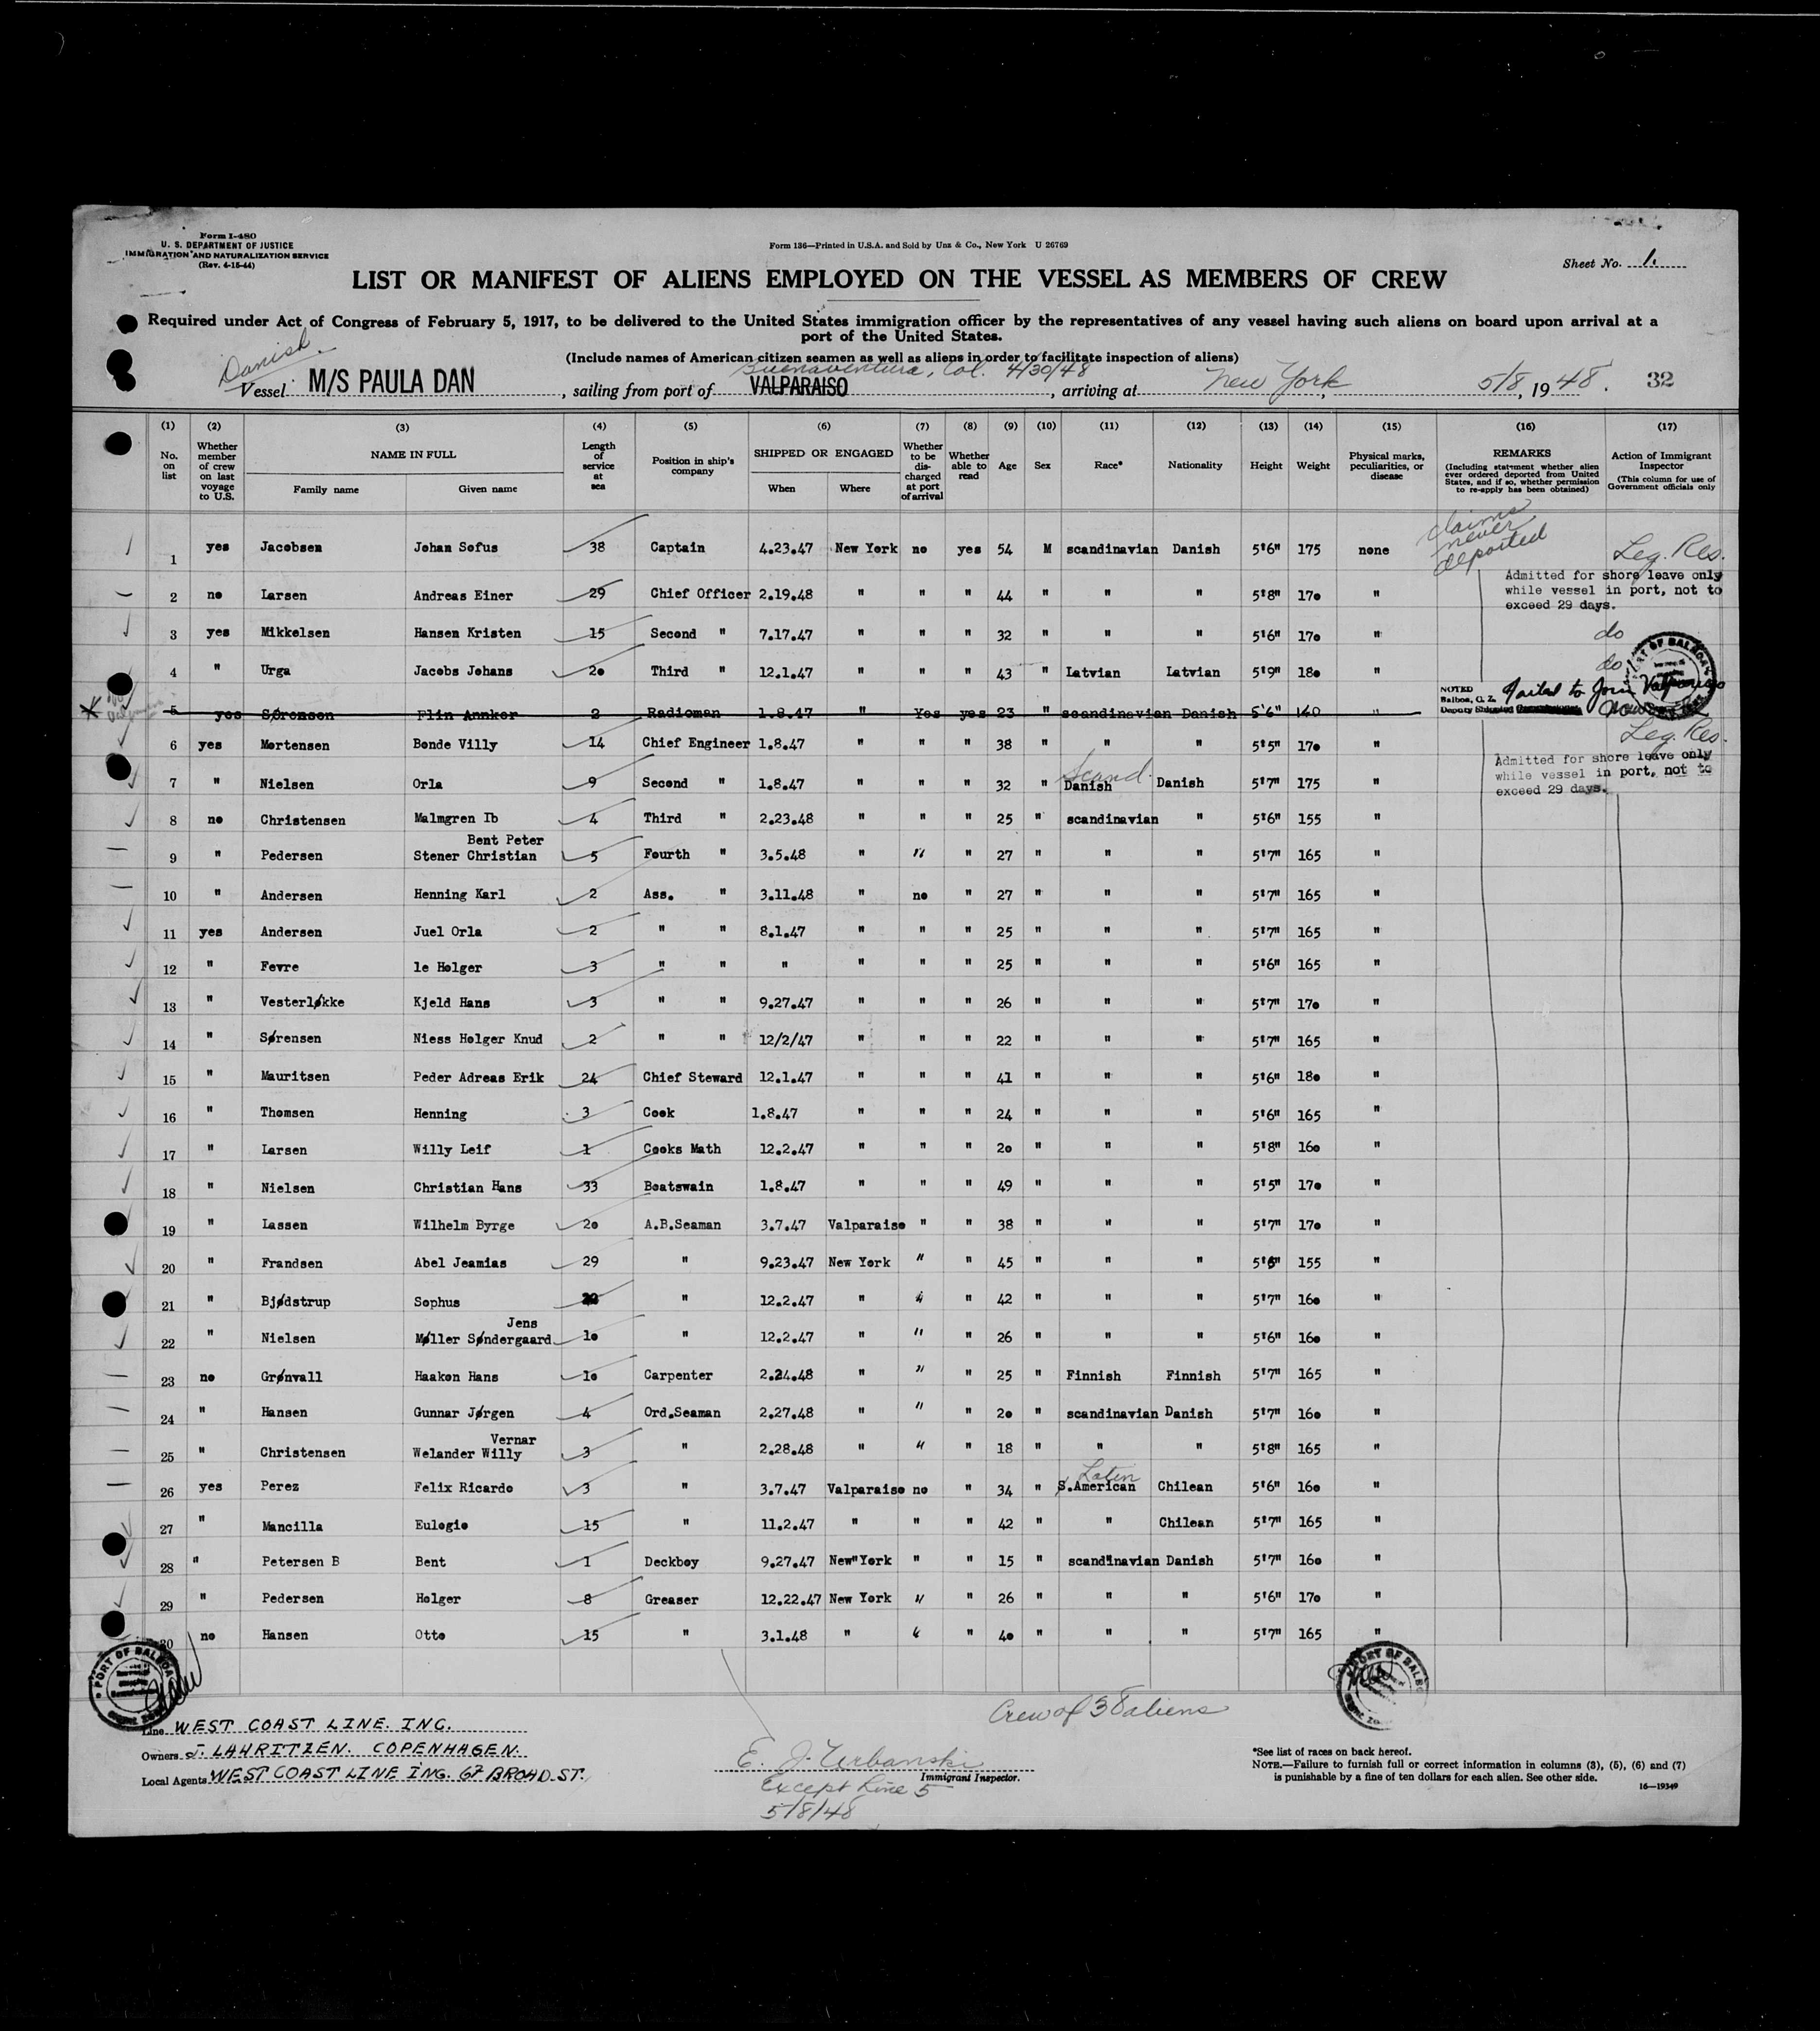 Form I-480
U. S. DEPARTMENT OF JUSTICE
IMMIGRATION AND NATURALIZATION SERVICE
(Rev. 4-15-44)
Form 136—Printed in U.S.A. and Sold by Unz & Co., New York U 26769
Sheet No. 1.
LIST OR MANIFEST OF ALIENS EMPLOYED ON THE VESSEL AS MEMBERS OF CREW
Required under Act of Congress of February 5, 1917, to be delivered to the United States immigration officer by the representatives of any vessel having such aliens on board upon arrival at a
port of the United States.
(Include names of American citizen seamen as well as aliens in order to facilitate inspection of aliens)
Danish
Buenaventura, Col. 4/30/48
Vessel M/S PAULA DAN, sailing from port of VALPARAISO, arriving at New York, 5/8, 1948. 32
(1) No. on list (2) Whether member of crew on last voyage to U.S. (3) NAME IN FULL Family name Given name (4) Length of service at sea (5) Position in ship's company (6) SHIPPED OR ENGAGED When Where (7) Whether to be discharged at port of arrival (8) Whether able to read (9) Age (10) Sex (11) Race* (12) Nationality (13) Height (14) Weight (15) Physical marks, peculiarities, or disease (16) REMARKS (Including statement whether alien ever ordered deported from United States, and if so, whether permission to re-apply has been obtained) (17) Action of Immigrant Inspector (This column for use of Government officials only
claims never deported
1 yes Jacobsen Johan Sofus 38 Captain 4.23.47 New York no yes 54 M scandinavian Danish 5'6" 175 none Leg. Res.
Admitted for shore leave only while vessel in port, not to exceed 29 days.
2 no Larsen Andreas Einer 29 Chief Officer 2.19.48 " " " 44 " " " 5'8" 170 "
3 yes Mikkelsen Hansen Kristen 15 Second " 7.17.47 " " " 32 " " " 5'6" 170 " do
4 " Urga Jacobs Johans 20 Third " 12.1.47 " " " 43 " Latvian Latvian 5'9" 180 " do
NOTED Balboa, C. Z. Failed to join Valparaiso
5 yes Sørensen Flin Annker 2 Radioman 1.8.47 " Yes yes 23 " scandinavian Danish 5'6" 140 "
6 yes Mortensen Bonde Villy 14 Chief Engineer 1.8.47 " " " 38 " " " 5'5" 170 " Leg. Res.
Admitted for shore leave only while vessel in port, not to exceed 29 days.
Scand.
7 " Nielsen Orla 9 Second " 1.8.47 " " " 32 " Danish Danish 5'7" 175 "
8 no Christensen Malmgren Ib 4 Third " 2.23.48 " " " 25 " scandinavian " 5'6" 155 "
Bent Peter
9 " Pedersen Stener Christian 5 Fourth " 3.5.48 " " " 27 " " " 5'7" 165 "
10 " Andersen Henning Karl 2 Ass. " 3.11.48 " no " 27 " " " 5'7" 165 "
11 yes Andersen Juel Orla 2 " " 8.1.47 " " " 25 " " " 5'7" 165 "
12 " Fevre le Holger 3 " " " " " " 25 " " " 5'6" 165 "
13 " Vesterløkke Kjeld Hans 3 " " 9.27.47 " " " 26 " " " 5'7" 170 "
14 " Sørensen Niess Holger Knud 2 " " 12/2/47 " " " 22 " " " 5'7" 165 "
15 " Mauritsen Peder Adreas Erik 24 Chief Steward 12.1.47 " " " 41 " " " 5'6" 180 "
16 " Thomsen Henning 3 Cook 1.8.47 " " " 24 " " " 5'6" 165 "
17 " Larsen Willy Leif 1 Cooks Math 12.2.47 " " " 20 " " " 5'8" 160 "
18 " Nielsen Christian Hans 33 Boatswain 1.8.47 " " " 49 " " " 5'5" 170 "
19 " Lassen Wilhelm Byrge 20 A.B.Seaman 3.7.47 Valparaiso " " 38 " " " 5'7" 170 "
20 " Frandsen Abel Jeamias 29 " 9.23.47 New York " " 45 " " " 5'6" 155 "
21 " Bjødstrup Sophus " 12.2.47 " " " 42 " " " 5'7" 160 "
Jens
22 " Nielsen Møller Søndergaard 10 " 12.2.47 " " " 26 " " " 5'6" 160 "
23 no Grønvall Haakon Hans 10 Carpenter 2.24.48 " " " 25 " Finnish Finnish 5'7" 165 "
24 " Hansen Gunnar Jørgen 4 Ord.Seaman 2.27.48 " " " 20 " scandinavian Danish 5'7" 160 "
Vernar
25 " Christensen Welander Willy 3 " 2.28.48 " " " 18 " " " 5'8" 165 "
Latin
26 yes Perez Felix Ricardo 3 " 3.7.47 Valparaiso no " 34 " S.American Chilean 5'6" 160 "
27 " Mancilla Eulogio 15 " 11.2.47 " " " 42 " " Chilean 5'7" 165 "
28 " Petersen B Bent 1 Deckboy 9.27.47 New"York " " 15 " scandinavian Danish 5'7" 160 "
29 " Pedersen Holger 8 Greaser 12.22.47 New York " " 26 " " " 5'6" 170 "
30 no Hansen Otto 15 " 3.1.48 " " " 40 " " " 5'7" 165 "
PORT OF BALBOA
Crew of 38 aliens
Line WEST COAST LINE. INC.
Owners J. LAURITZEN. COPENHAGEN.
Local Agents WEST COAST LINE INC. 67 BROAD. ST.
E. J. Urbanski
Immigrant Inspector.
Except Line 5
5/8/48
*See list of races on back hereof.
NOTE.—Failure to furnish full or correct information in columns (3), (5), (6) and (7)
is punishable by a fine of ten dollars for each alien. See other side.
16—19349